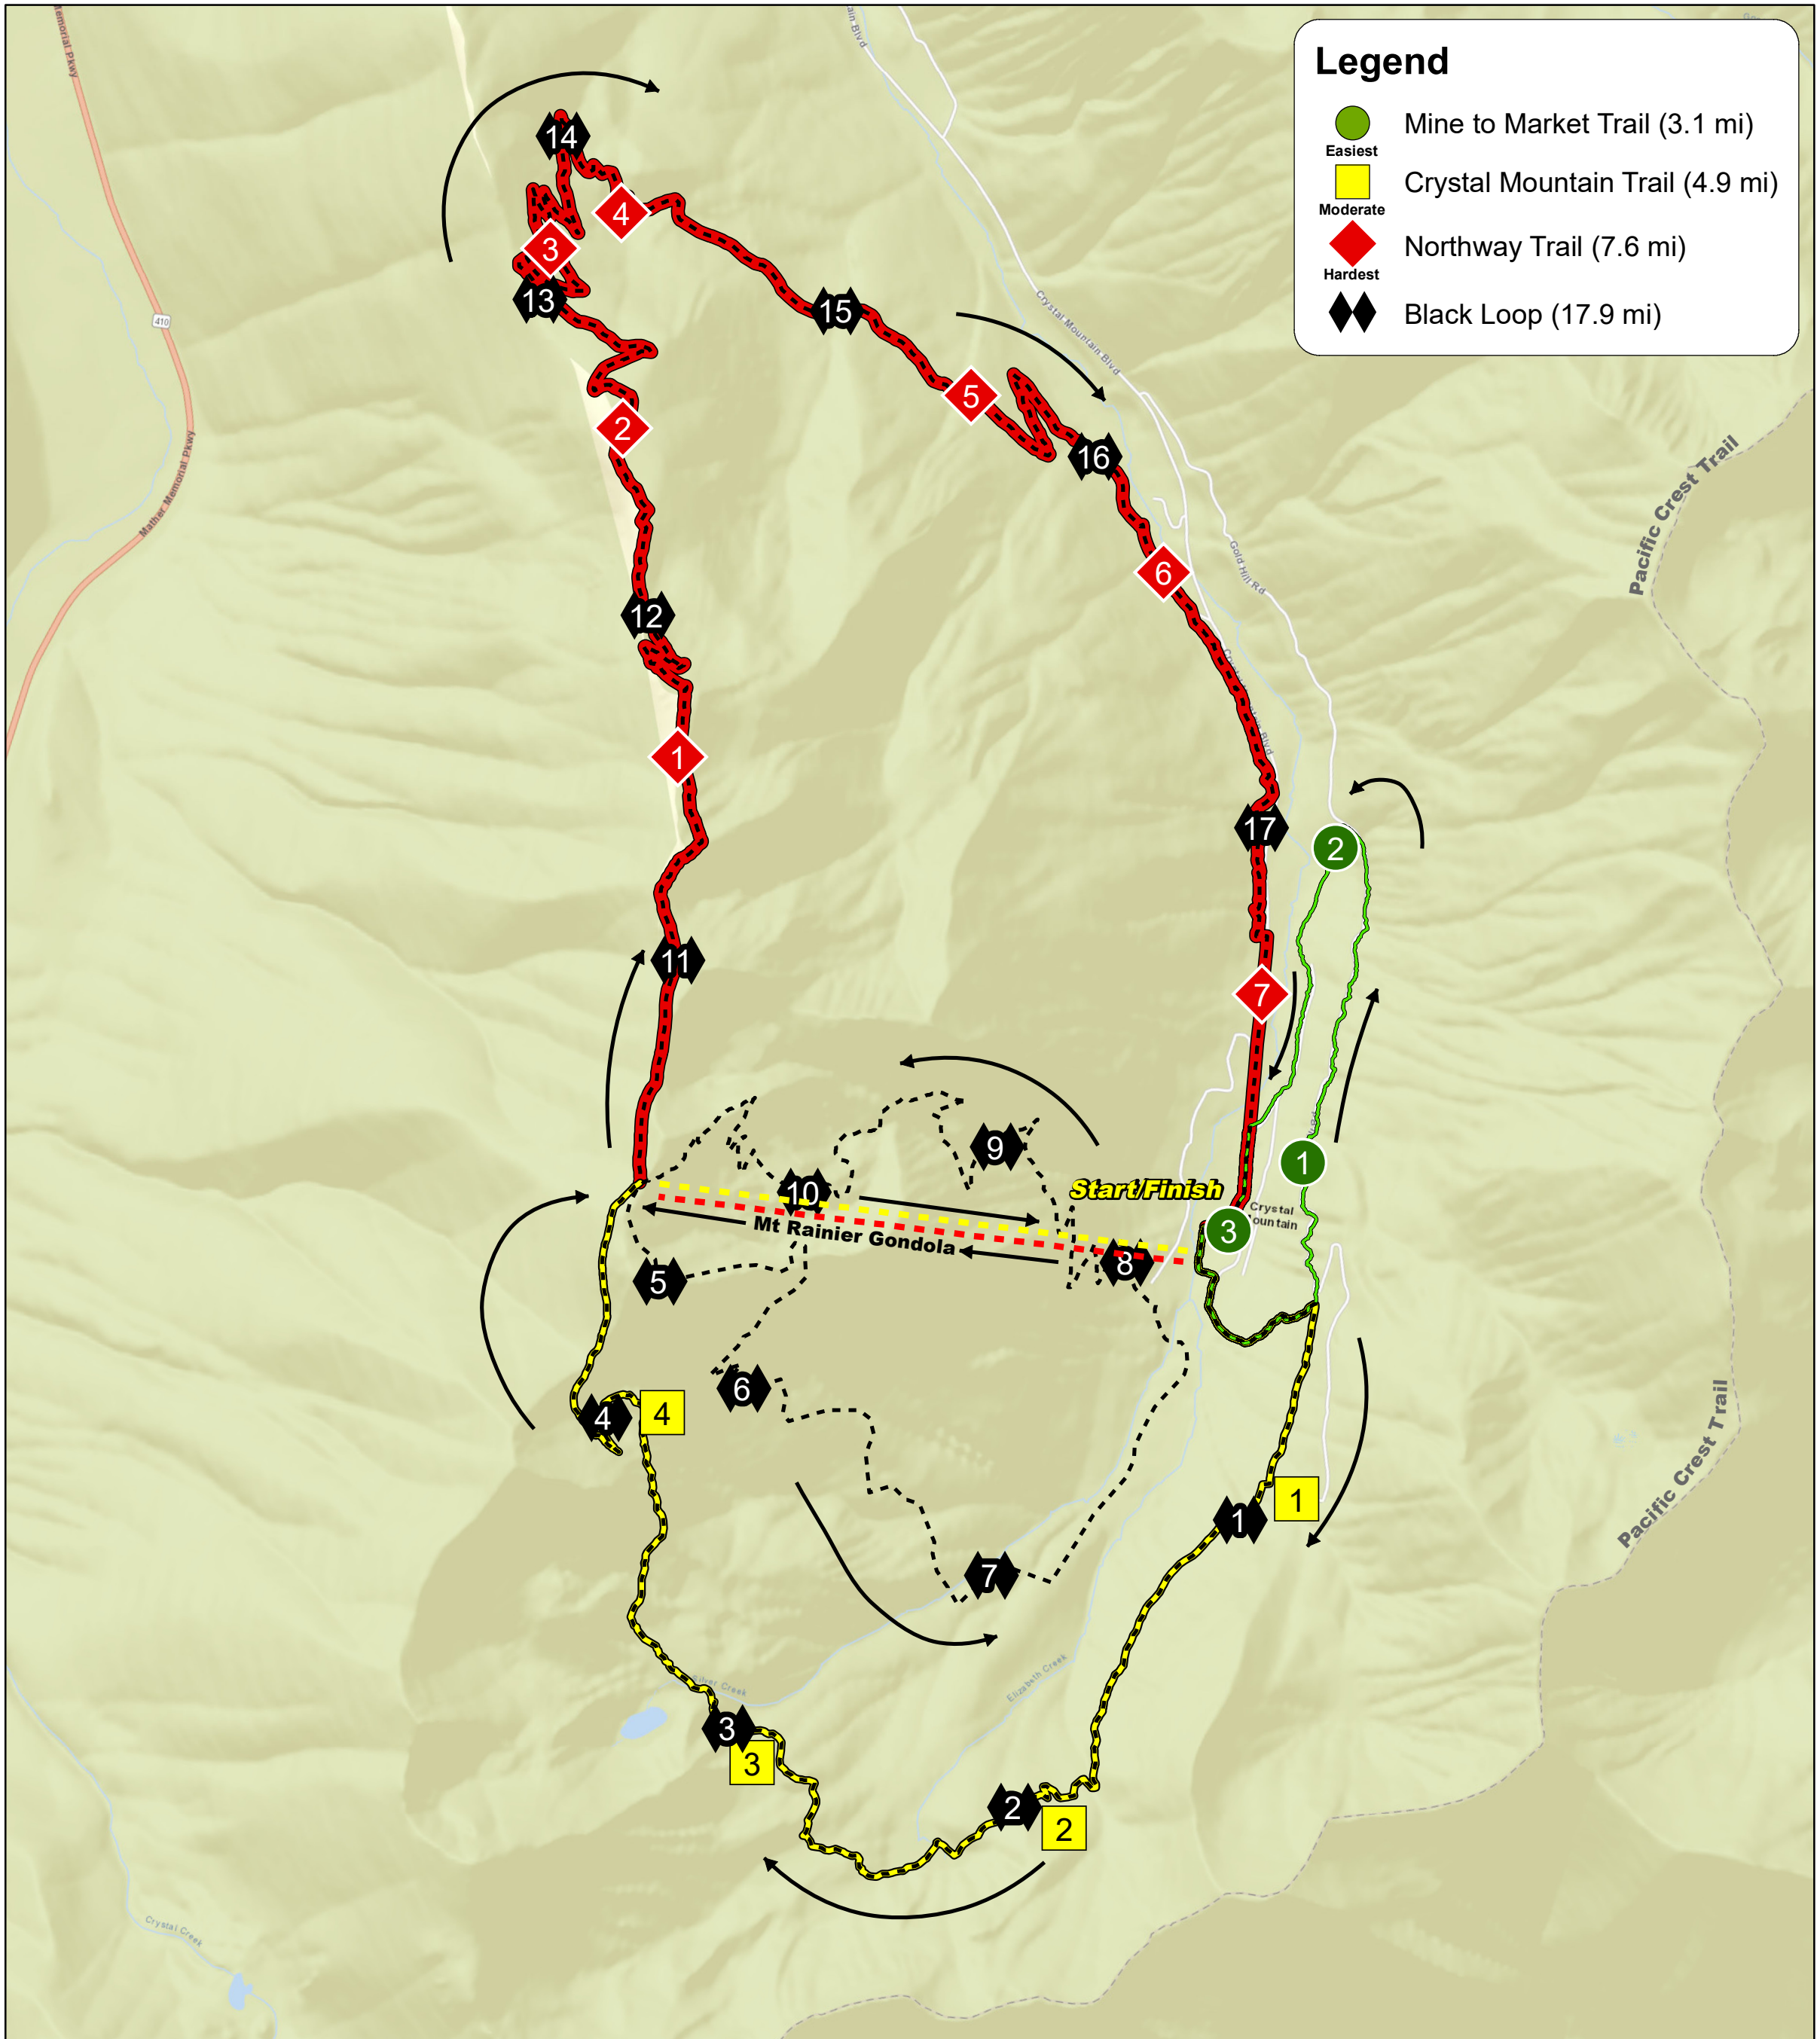 Legend
Mine to Market Trail (3.1 mi)
Easiest
Crystal Mountain Trail (4.9 mi)
Moderate
Northway Trail (7.6 mi)
Hardest
Black Loop (17.9 mi)
Mather Memorial Pkwy
410
Crystal Mountain Blvd
Gold Hill Rd
Pacific Crest Trail
14
4
3
13
15
2
5
16
12
6
1
17
2
11
7
9
1
10
Start/Finish
Crystal
Mountain
3
Mt Rainier Gondola
8
5
6
4
4
1
1
7
Pacific Crest Trail
Silver Creek
Elizabeth Creek
3
3
2
2
Crystal Creek